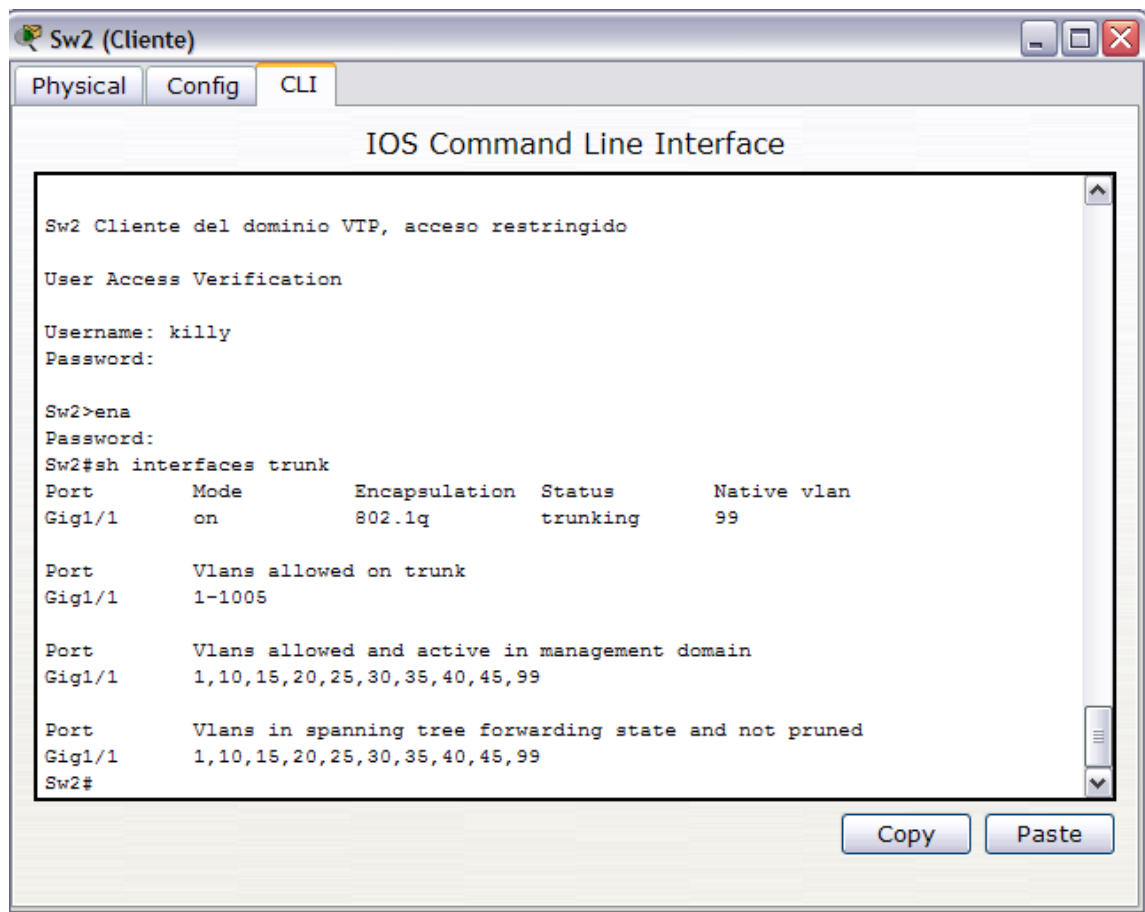 Sw2 (Cliente)
Physical Config CLI
IOS Command Line Interface
Sw2 Cliente del dominio VTP, acceso restringido
User Access Verification
Username: killy
Password:
Sw2>ena
Password:
Sw2#sh interfaces trunk
Port Mode Encapsulation Status Native vlan
Gig1/1 on 802.1q trunking 99
Port Vlans allowed on trunk
Gig1/1 1-1005
Port Vlans allowed and active in management domain
Gig1/1 1,10,15,20,25,30,35,40,45,99
Port Vlans in spanning tree forwarding state and not pruned
Gig1/1 1,10,15,20,25,30,35,40,45,99
Sw2#
Copy Paste